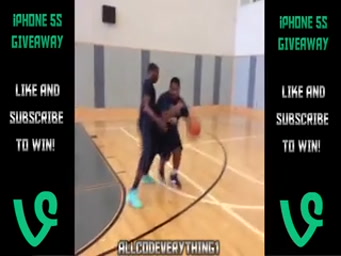 iPHONE 5S
GIVEAWAY
LIKE AND
SUBSCRIBE
TO WIN!
iPHONE 5S
GIVEAWAY
LIKE AND
SUBSCRIBE
TO WIN!
ALLCODEVERYTHING1